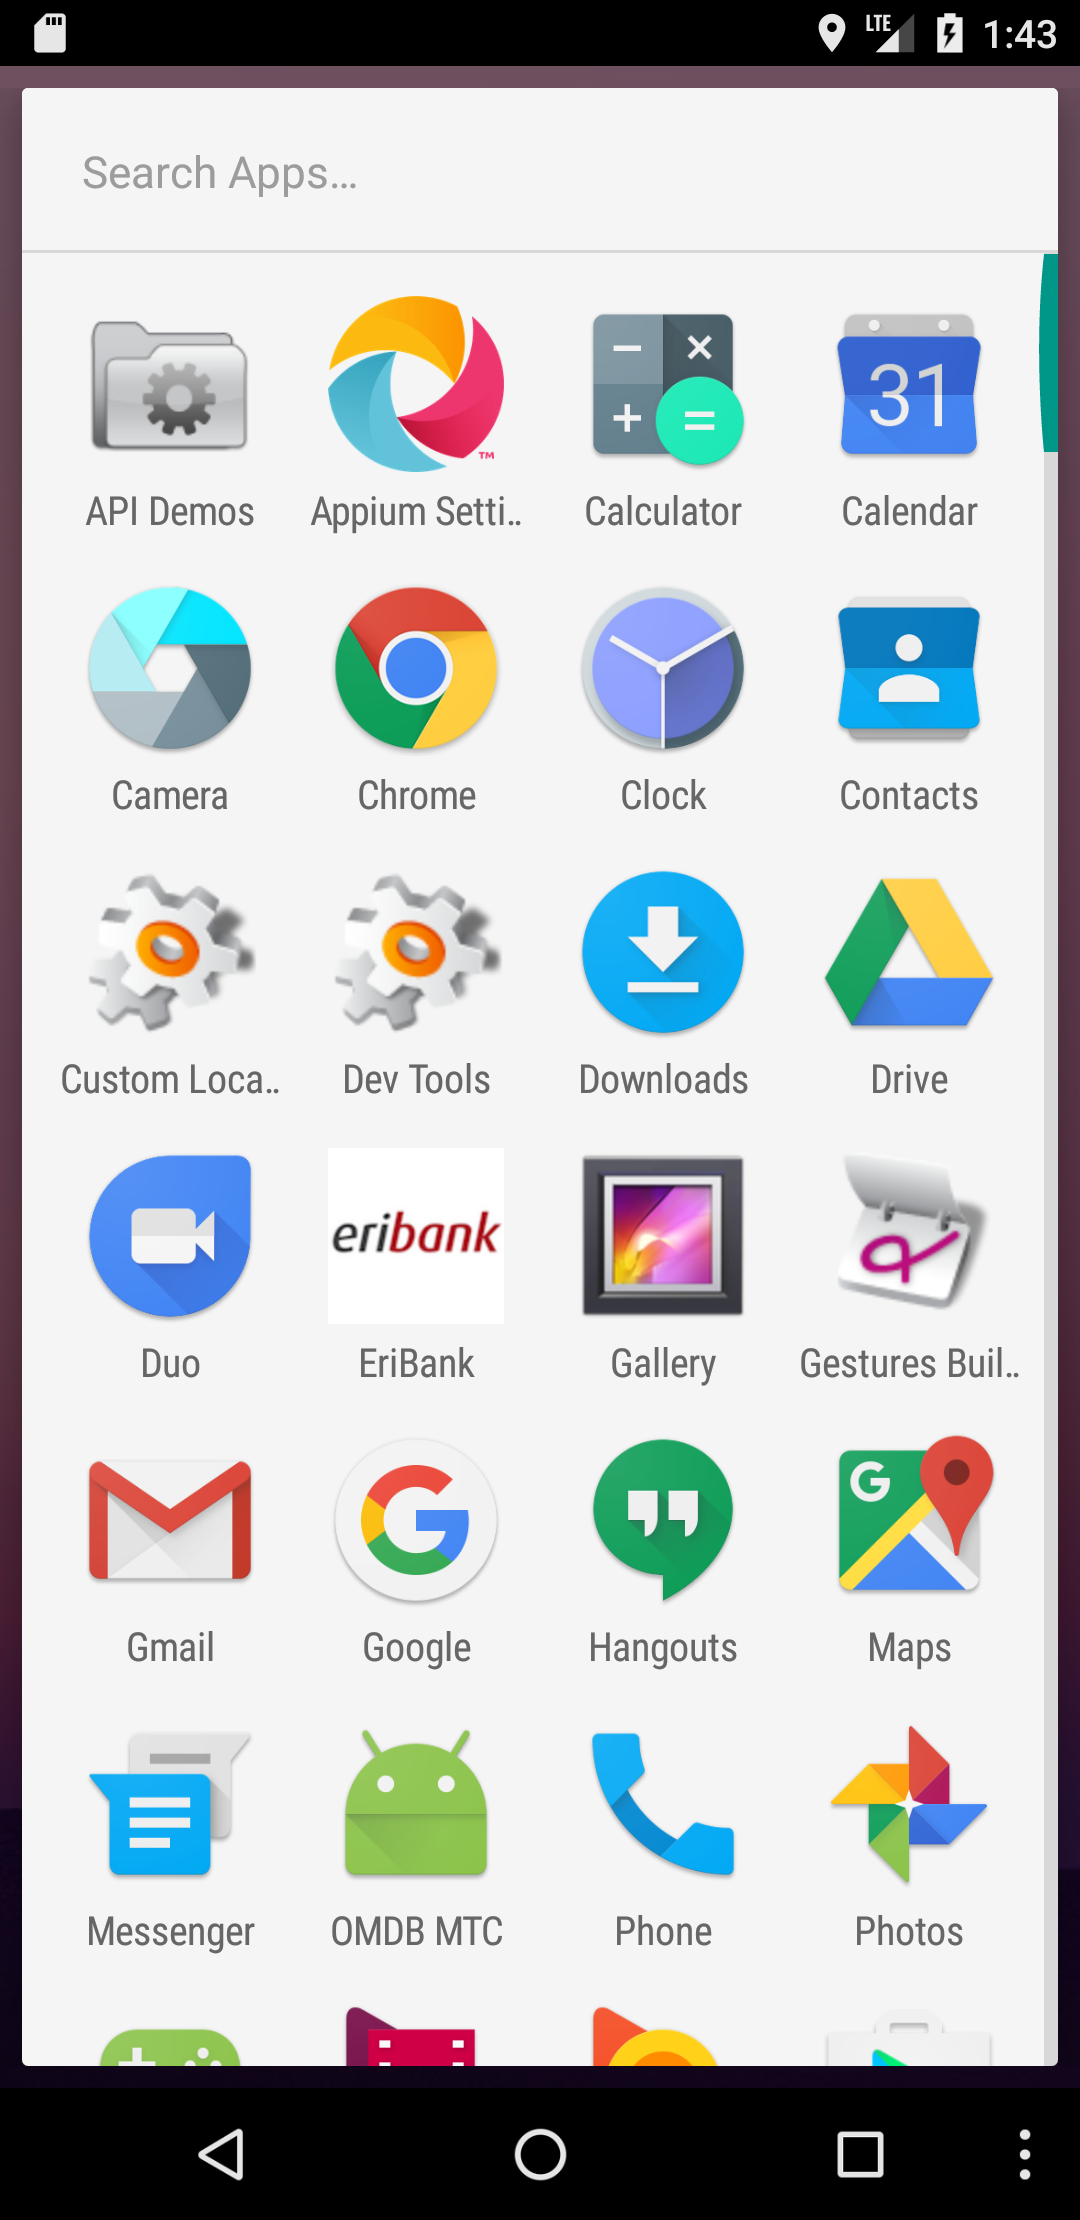 LTE 1:43
Search Apps...
31
TM
API Demos Appium Setti.. Calculator Calendar
Camera Chrome Clock Contacts
Custom Loca.. Dev Tools Downloads Drive
eribank
Duo EriBank Gallery Gestures Buil..
G G
Gmail Google Hangouts Maps
Messenger OMDB MTC Phone Photos